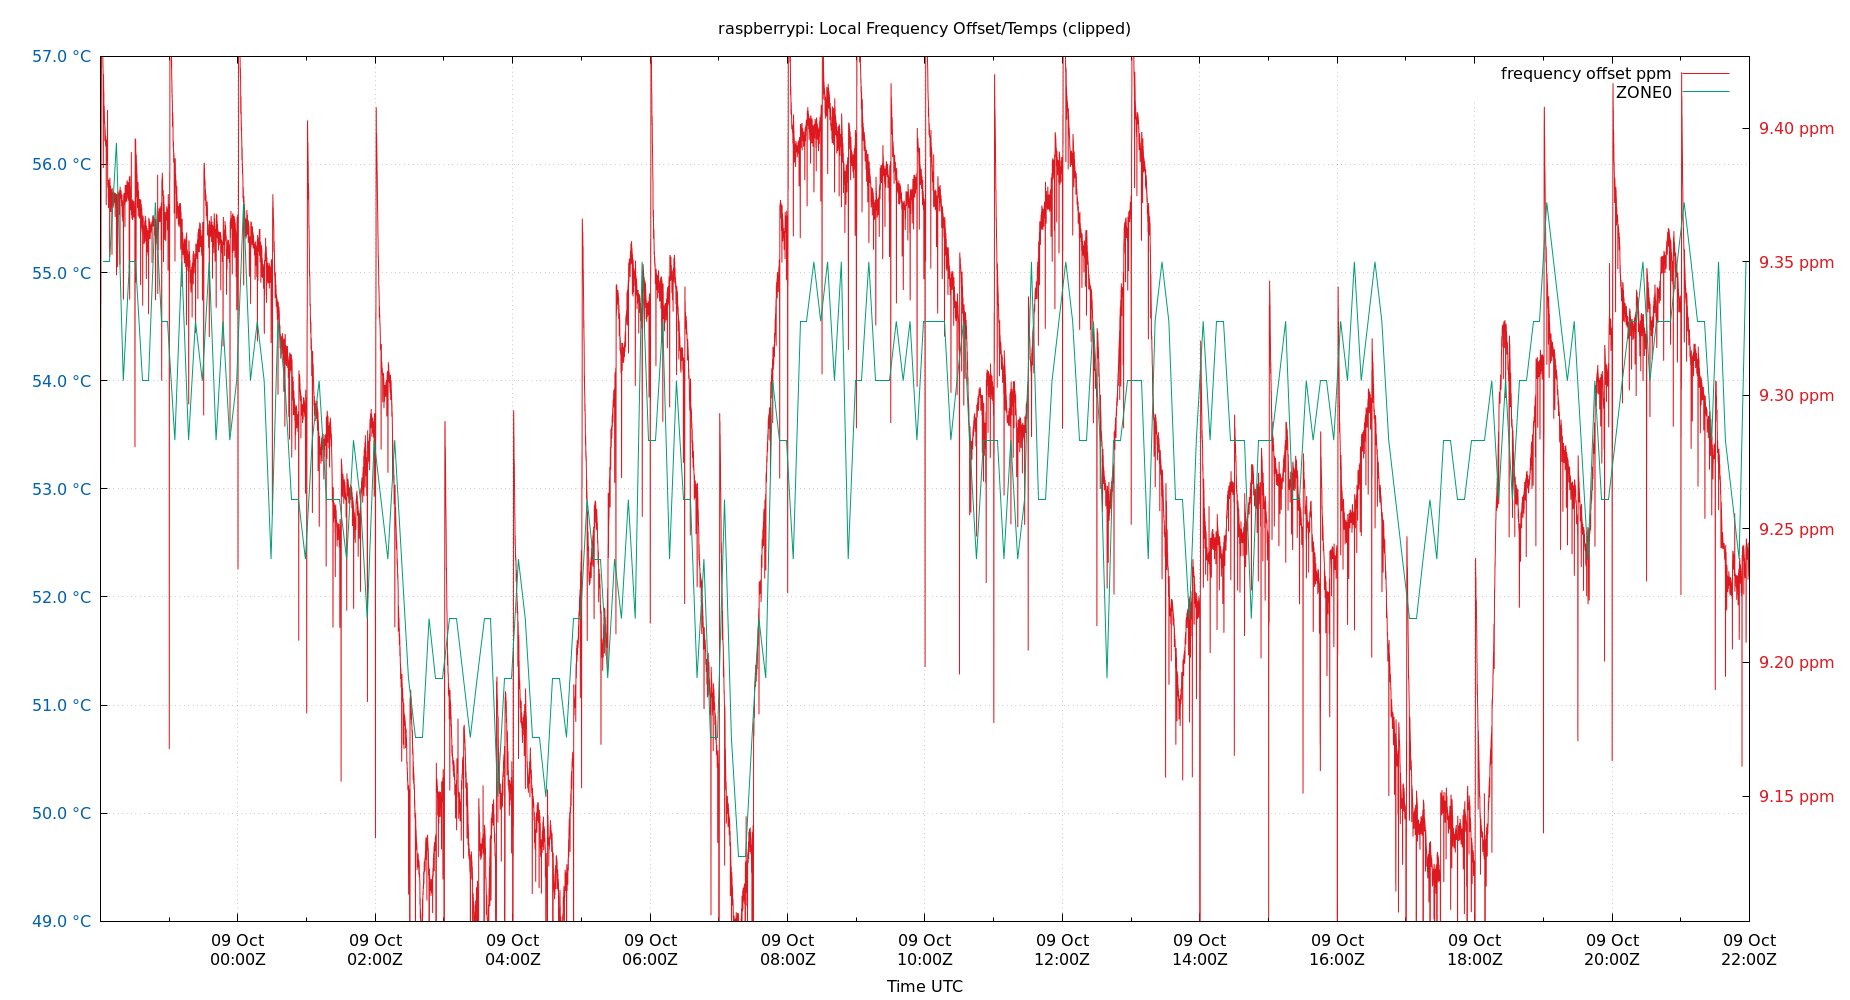 raspberrypi: Local Frequency Offset/Temps (clipped)
57.0 °C
56.0 °C
55.0 °C
54.0 °C
53.0 °C
52.0 °C
51.0 °C
50.0 °C
49.0 °C
frequency offset ppm
ZONE0
9.40 ppm
9.35 ppm
9.30 ppm
9.25 ppm
9.20 ppm
9.15 ppm
09 Oct 09 Oct 09 Oct 09 Oct 09 Oct 09 Oct 09 Oct 09 Oct 09 Oct 09 Oct 09 Oct 09 Oct
00:00Z 02:00Z 04:00Z 06:00Z 08:00Z 10:00Z 12:00Z 14:00Z 16:00Z 18:00Z 20:00Z 22:00Z
Time UTC